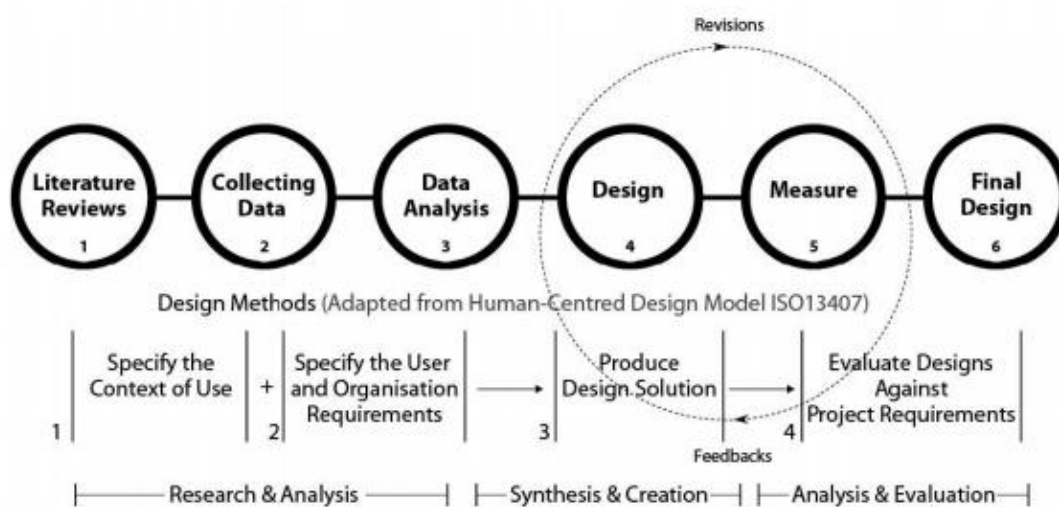 Revisions
Literature
Reviews
1
Collecting
Data
2
Data
Analysis
3
Design
4
Measure
5
Final
Design
6
Design Methods (Adapted from Human-Centred Design Model ISO13407)
1
Specify the
Context of Use
+
2
Specify the User
and Organisation
Requirements
3
Produce
Design Solution
4
Evaluate Designs
Against
Project Requirements
Feedbacks
Research & Analysis
Synthesis & Creation
Analysis & Evaluation